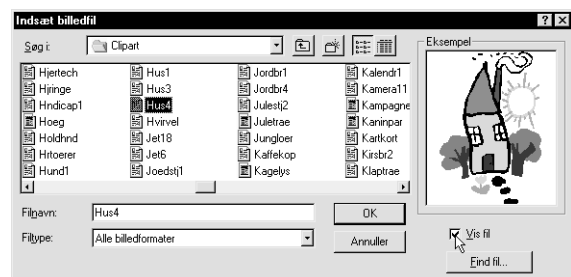 Indsæt billedfil
Søg i: Clipart
Eksempel
Hjertech Hus1 Jordbr1 Kalendr1
Hjringe Hus3 Jordbr4 Kamera11
Hndicap1 Hus4 Julestj2 Kampagne
Hoeg Hvirvel Juletrae Kaninpar
Holdhnd Jet18 Jungloer Kartkort
Hrtoerer Jet6 Kaffekop Kirsbr2
Hund1 Joedstj1 Kagelys Klaptrae
Filnavn: Hus4
OK
Filtype: Alle billedformater
Annuller
Vis fil
Find fil...